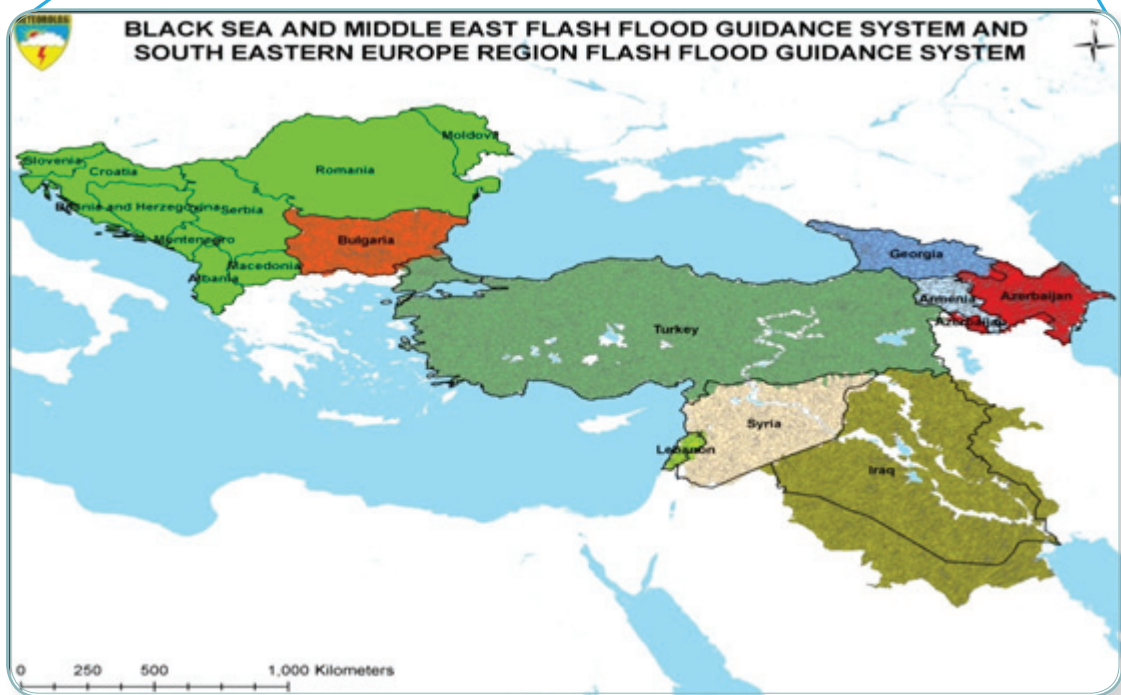 METEOROLOJİ
BLACK SEA AND MIDDLE EAST FLASH FLOOD GUIDANCE SYSTEM AND
SOUTH EASTERN EUROPE REGION FLASH FLOOD GUIDANCE SYSTEM
N
Moldova
Slovenia
Croatia
Romania
Bosnia and Herzegovina
Serbia
Montenegro
Bulgaria
Macedonia
Albania
Georgia
Armenia
Azerbaijan
Azerbaijan
Turkey
Syria
Lebanon
Iraq
0 250 500 1,000 Kilometers